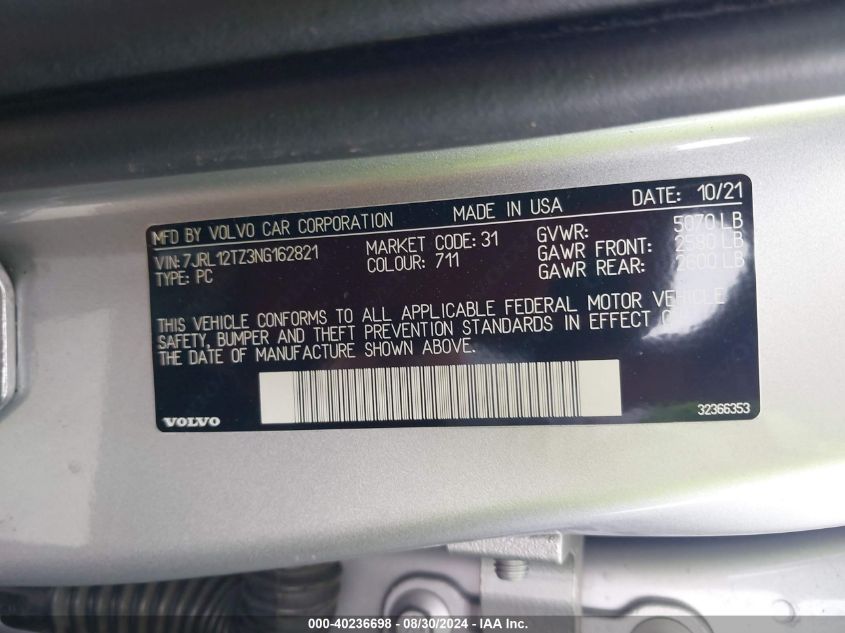 MFD BY VOLVO CAR CORPORATION MADE IN USA DATE: 10/21
VIN: 7JRL12TZ3NG162821 MARKET CODE: 31 GVWR: 5070 LB
TYPE: PC COLOUR: 711 GAWR FRONT: 2580 LB
GAWR REAR: 2600 LB
THIS VEHICLE CONFORMS TO ALL APPLICABLE FEDERAL MOTOR VEHICLE
SAFETY, BUMPER AND THEFT PREVENTION STANDARDS IN EFFECT
THE DATE OF MANUFACTURE SHOWN ABOVE.
VOLVO 32366353
000-40236698 - 08/30/2024 - IAA Inc.